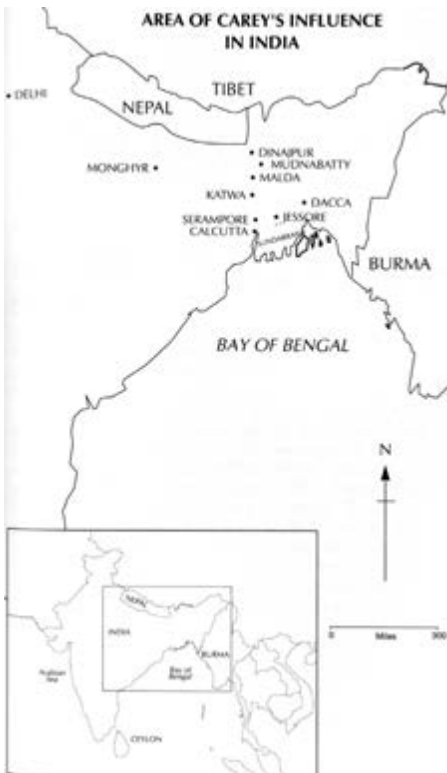 AREA OF CAREY'S INFLUENCE
IN INDIA
TIBET
NEPAL
DELHI
DINAJPUR
MUDNABATTY
MONGHYR
MALDA
KATWA
DACCA
SERAMPORE
JESSORE
CALCUTTA
SUNDARBANS
BURMA
BAY OF BENGAL
N
NEPAL
INDIA
BURMA
Arabian
Sea
Bay of
Bengal
CEYLON
0
Miles
300